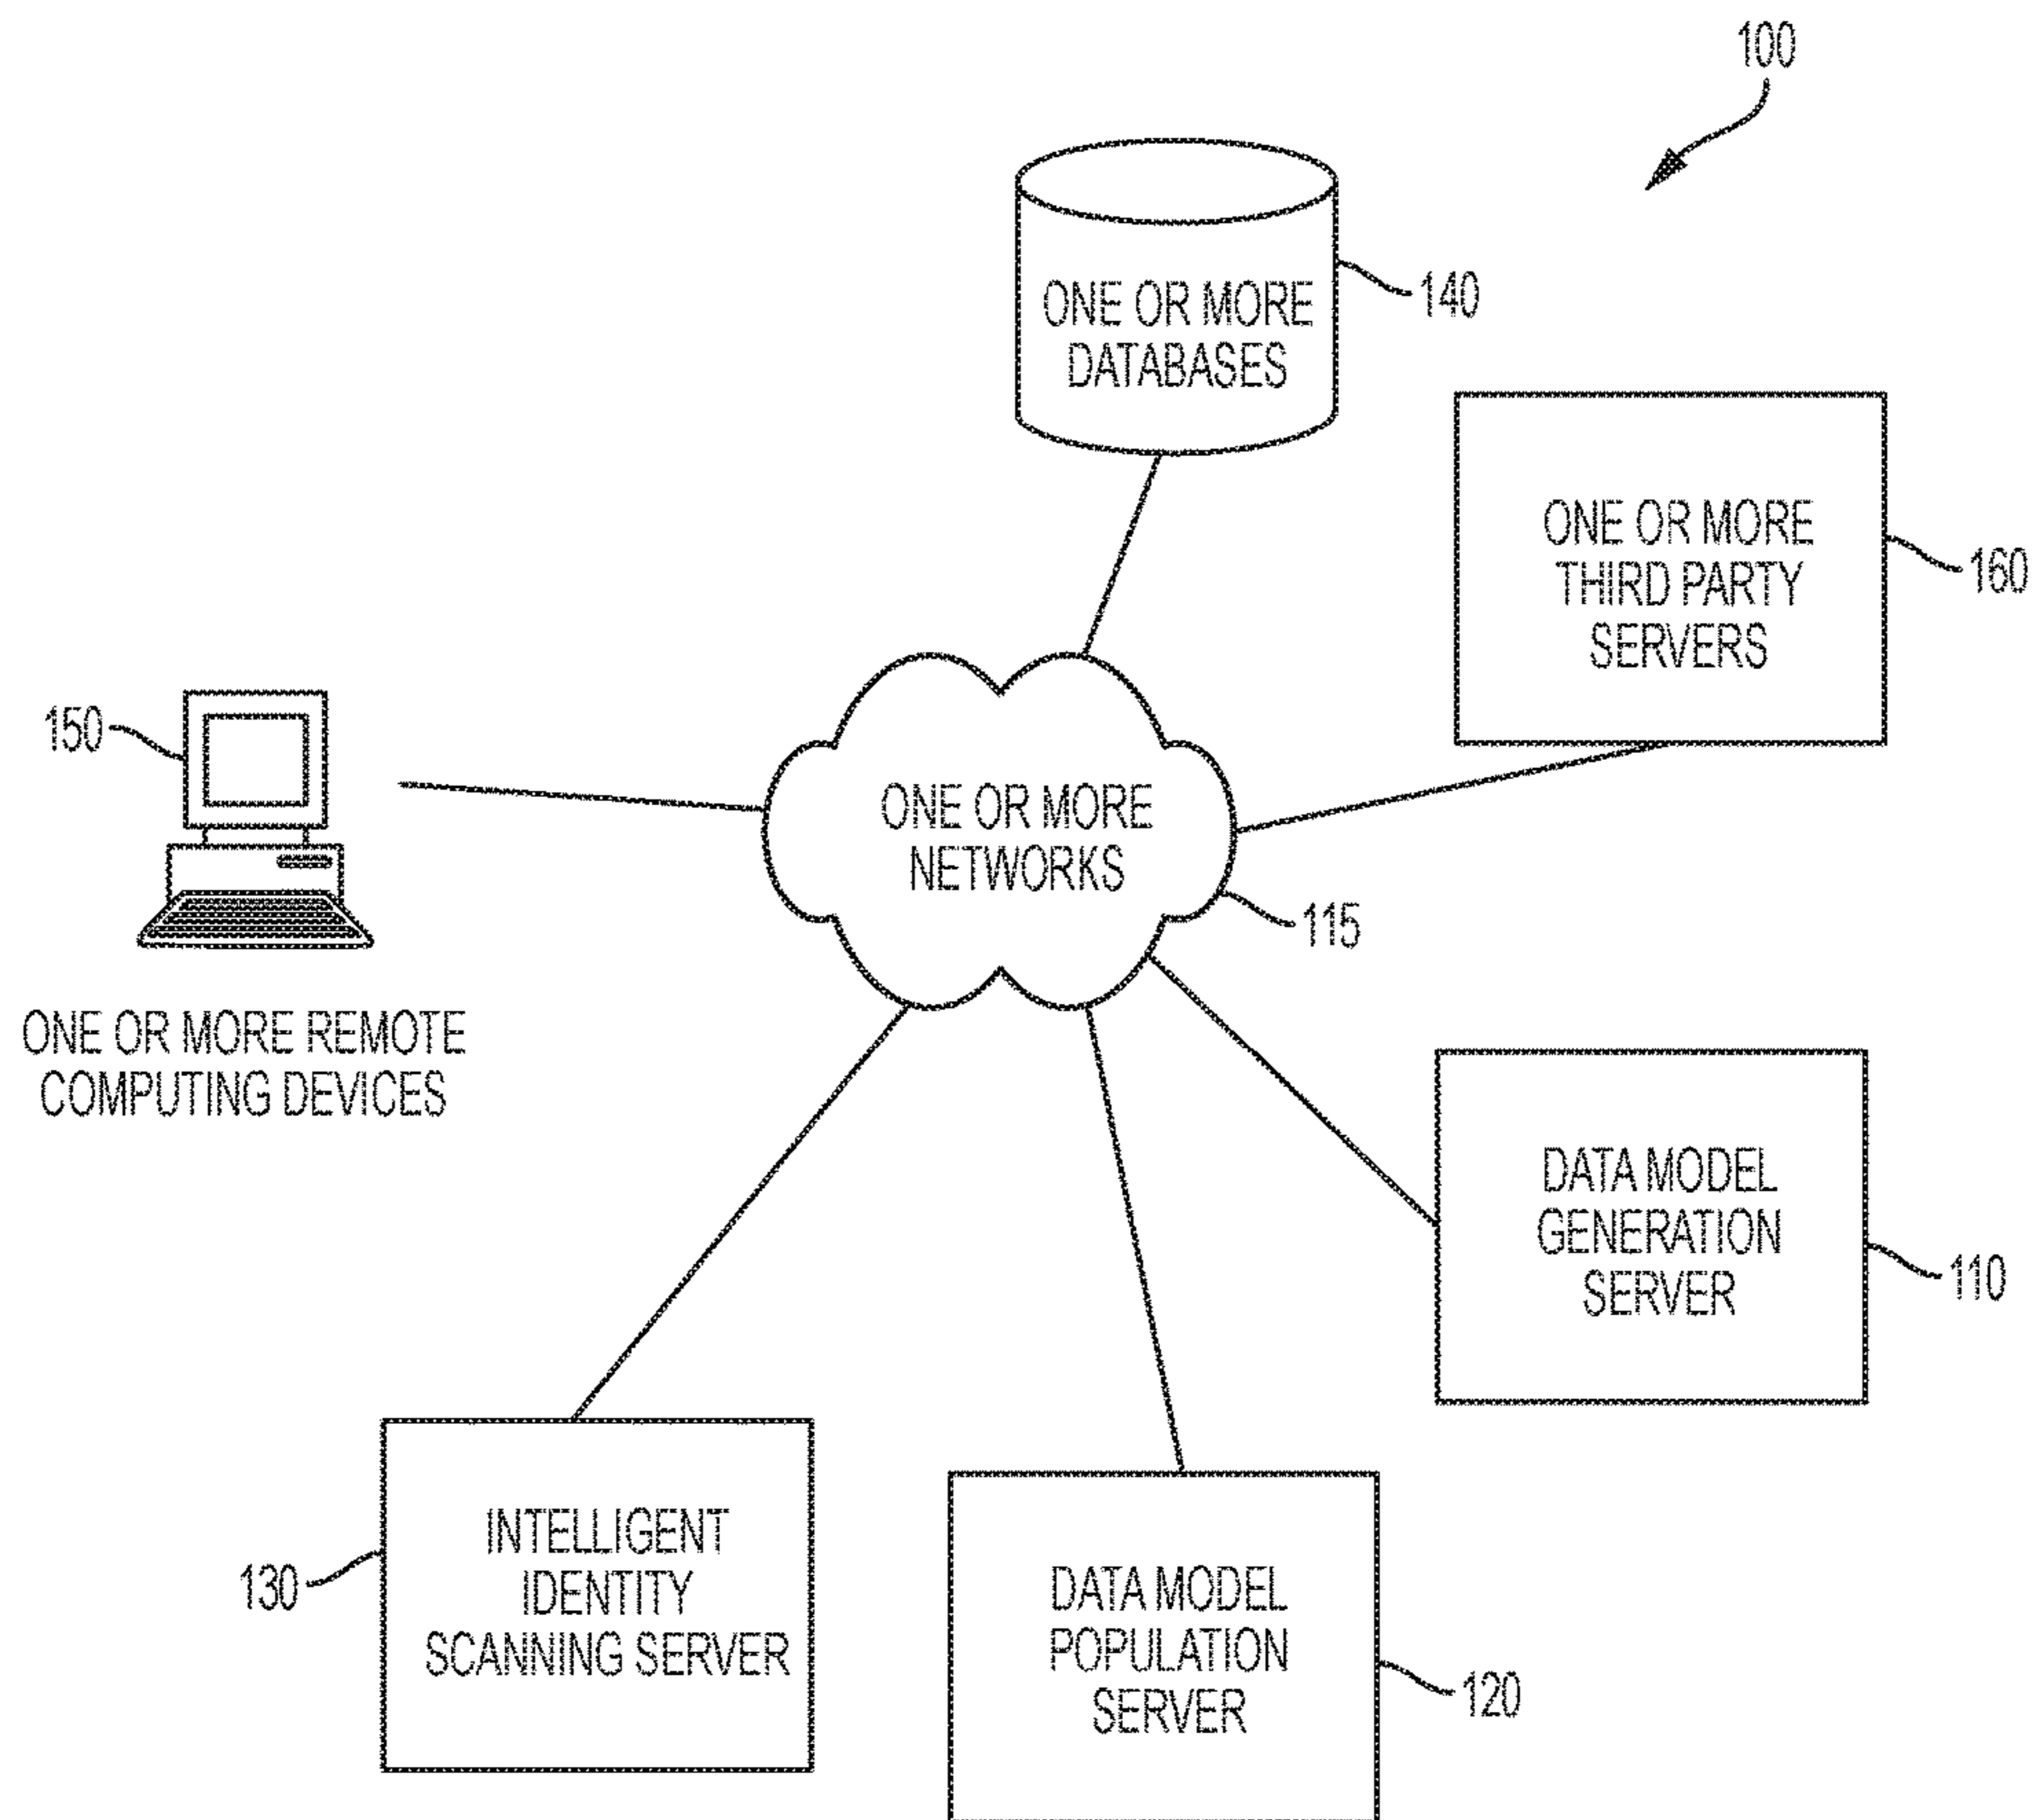 100
ONE OR MORE
DATABASES
140
ONE OR MORE
THIRD PARTY
SERVERS
160
150
ONE OR MORE REMOTE
COMPUTING DEVICES
ONE OR MORE
NETWORKS
115
DATA MODEL
GENERATION
SERVER
110
INTELLIGENT
IDENTITY
SCANNING SERVER
130
DATA MODEL
POPULATION
SERVER
120